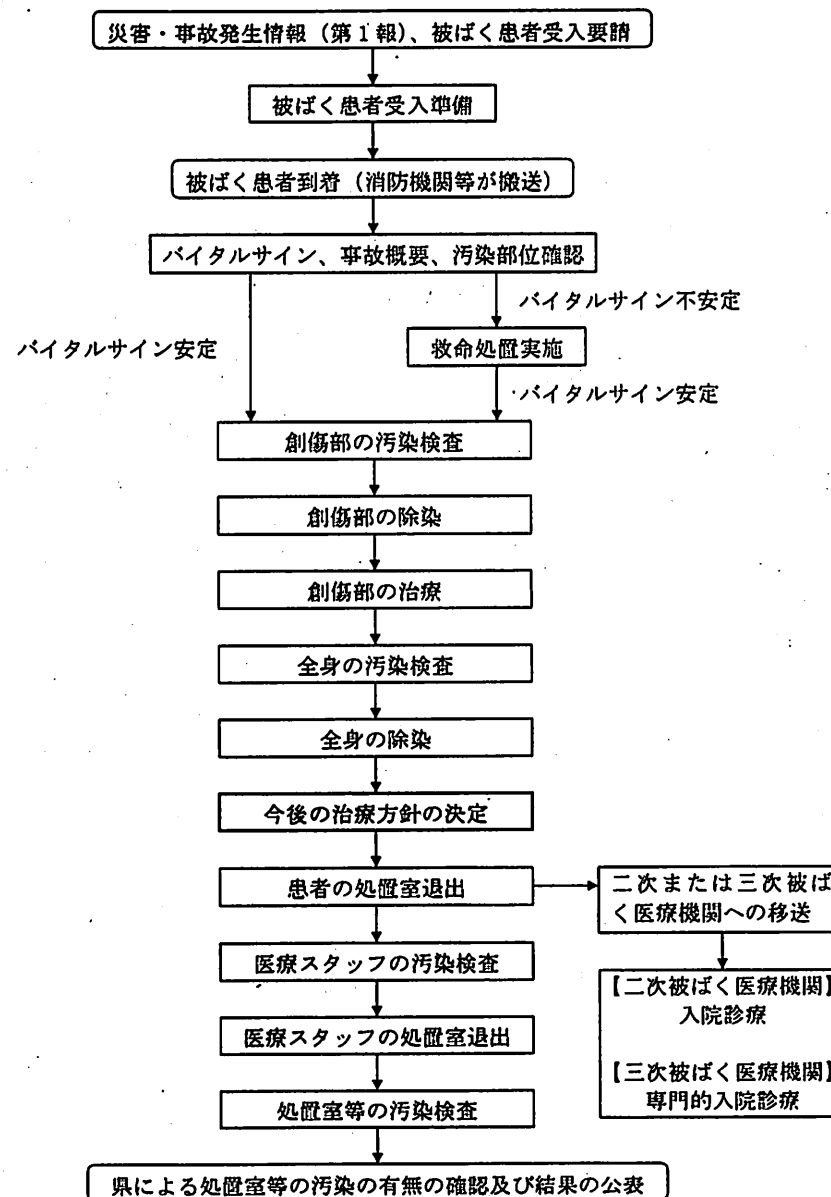 災害・事故発生情報(第1報)、被ばく患者受入要請
被ばく患者受入準備
被ばく患者到着(消防機関等が搬送)
バイタルサイン、事故概要、汚染部位確認
バイタルサイン不安定
バイタルサイン安定
救命処置実施
バイタルサイン安定
創傷部の汚染検査
創傷部の除染
創傷部の治療
全身の汚染検査
全身の除染
今後の治療方針の決定
患者の処置室退出
二次または三次被ば
く医療機関への移送
医療スタッフの汚染検査
【二次被ばく医療機関】
入院診療
医療スタッフの処置室退出
【三次被ばく医療機関】
専門的入院診療
処置室等の汚染検査
県による処置室等の汚染の有無の確認及び結果の公表